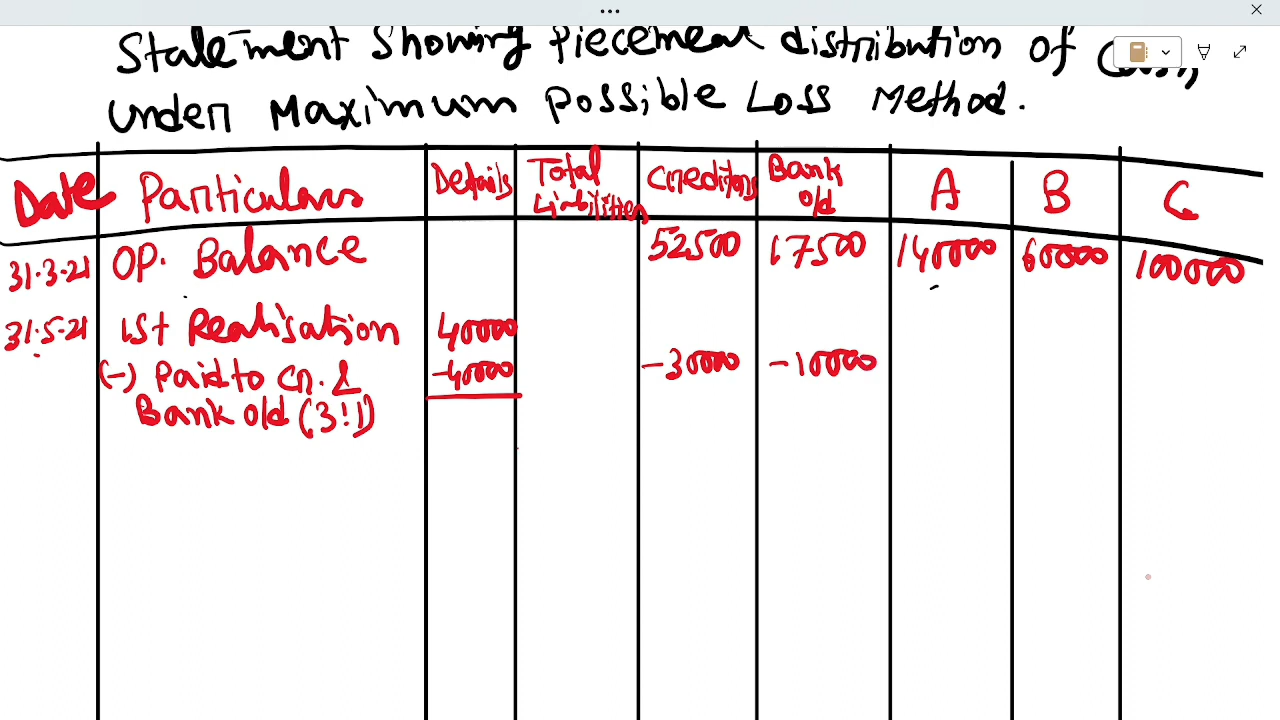 Statement Showing Piecemeal distribution of Cash,
under Maximum Possible Loss Method.
Date Particulars Details Total Liabilities Creditors Bank o/d A B C
31.3.21 OP. Balance 52500 17500 140000 60000 100000
31.5.21 1st Realisation 40000
(-) Paid to Cr. & -40000 -30000 -10000
Bank o/d (3:1)